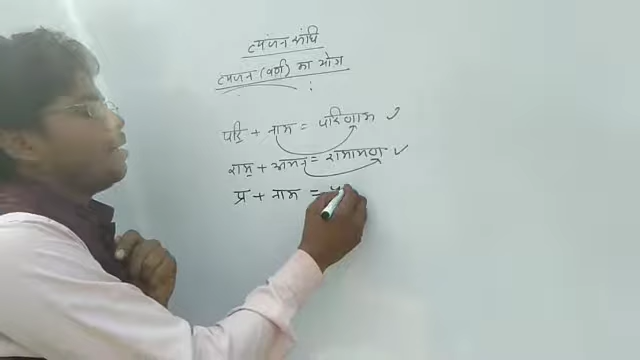 व्यंजन संधि
व्यंजन (वर्ण) का योग
:
परि + नाम = परिणाम ✓
राम + अयन = रामायण ✓
प्र + नाम =